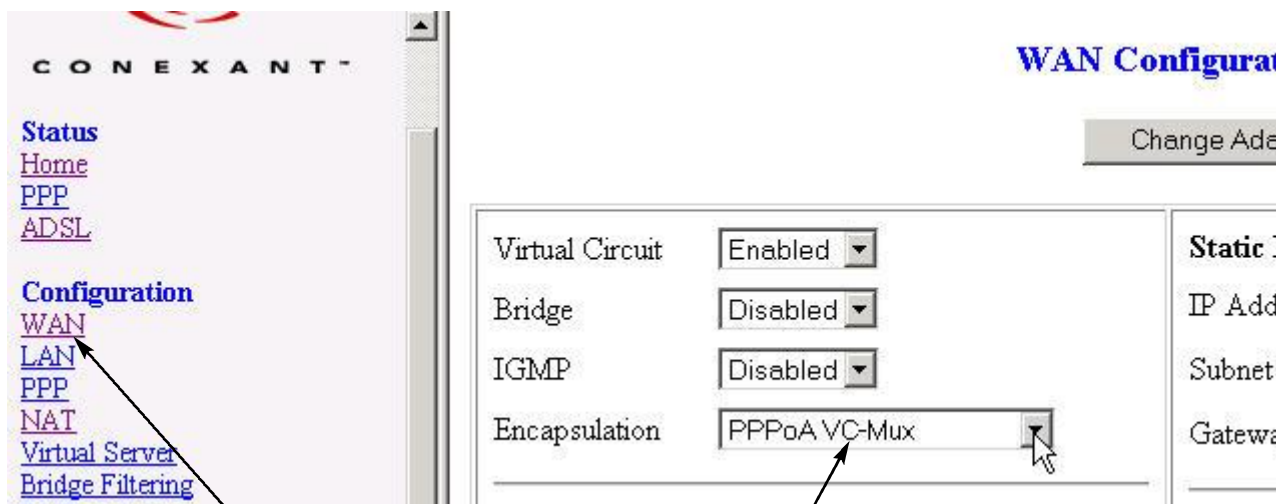 CONEXANT™
Status
Home
PPP
ADSL
Configuration
WAN
LAN
PPP
NAT
Virtual Server
Bridge Filtering
WAN Configurat
Change Ada
Virtual Circuit Enabled
Bridge Disabled
IGMP Disabled
Encapsulation PPPoA VC-Mux
Static
IP Add
Subnet
Gatewa